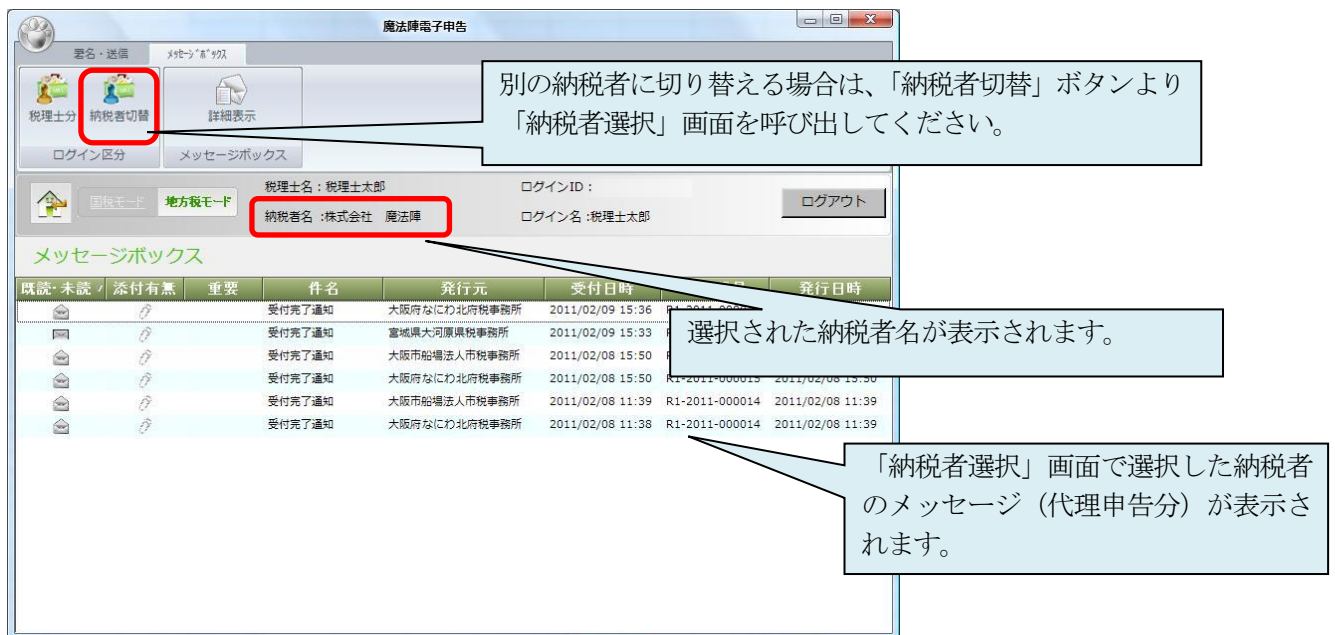 魔法陣電子申告
署名・送信 ﾒｯｾｰｼﾞﾎﾞｯｸｽ
税理士分 納税者切替 詳細表示
ログイン区分 メッセージボックス
別の納税者に切り替える場合は、「納税者切替」ボタンより
「納税者選択」画面を呼び出してください。
国税モード 地方税モード
税理士名：税理士太郎 ログインID：
納税者名 :株式会社 魔法陣 ログイン名 :税理士太郎
ログアウト
メッセージボックス
既読・未読 添付有無 重要 件名 発行元 受付日時 発行日時
受付完了通知 大阪府なにわ北府税事務所 2011/02/09 15:36
受付完了通知 宮城県大河原県税事務所 2011/02/09 15:33
受付完了通知 大阪市船場法人市税事務所 2011/02/08 15:50
受付完了通知 大阪府なにわ北府税事務所 2011/02/08 15:50 R1-2011-000015 2011/02/08 15:50
受付完了通知 大阪市船場法人市税事務所 2011/02/08 11:39 R1-2011-000014 2011/02/08 11:39
受付完了通知 大阪府なにわ北府税事務所 2011/02/08 11:38 R1-2011-000014 2011/02/08 11:39
選択された納税者名が表示されます。
「納税者選択」画面で選択した納税者
のメッセージ（代理申告分）が表示さ
れます。